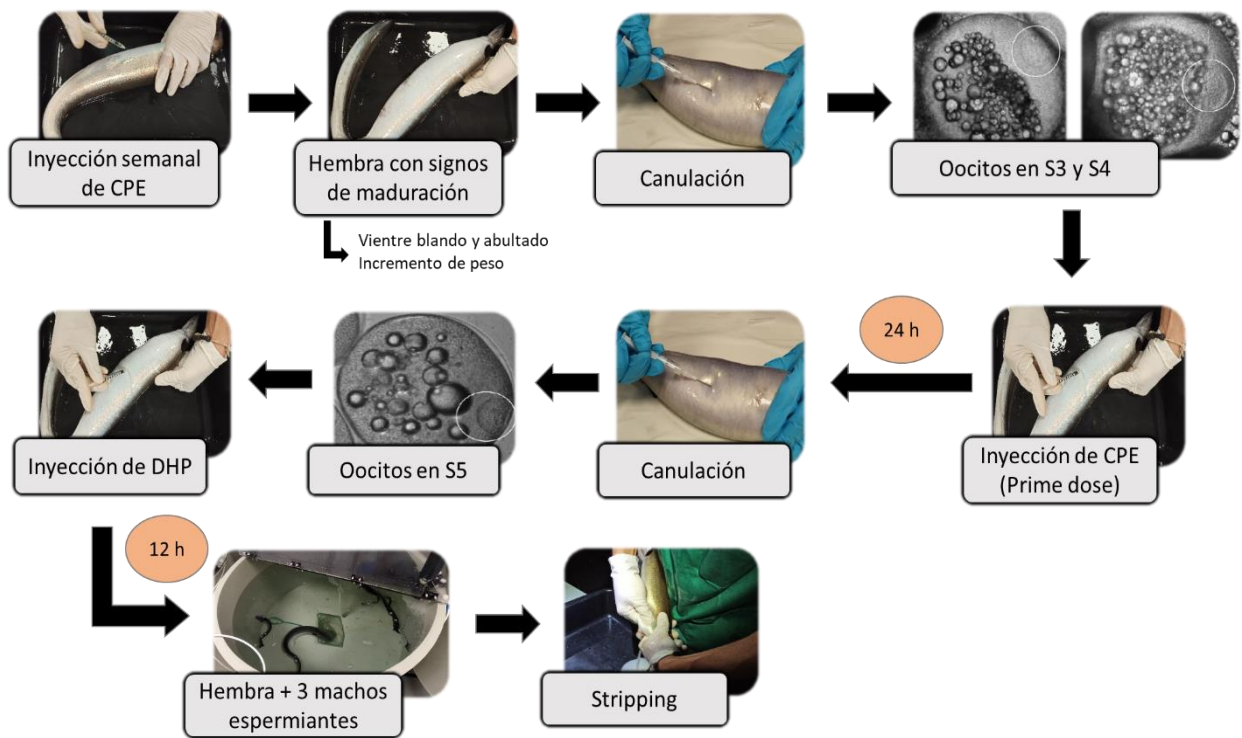 Inyección semanal
de CPE
Hembra con signos
de maduración
Vientre blando y abultado
Incremento de peso
Canulación
Oocitos en S3 y S4
Inyección de CPE
(Prime dose)
24 h
Canulación
Oocitos en S5
Inyección de DHP
12 h
Hembra + 3 machos
espermiantes
Stripping